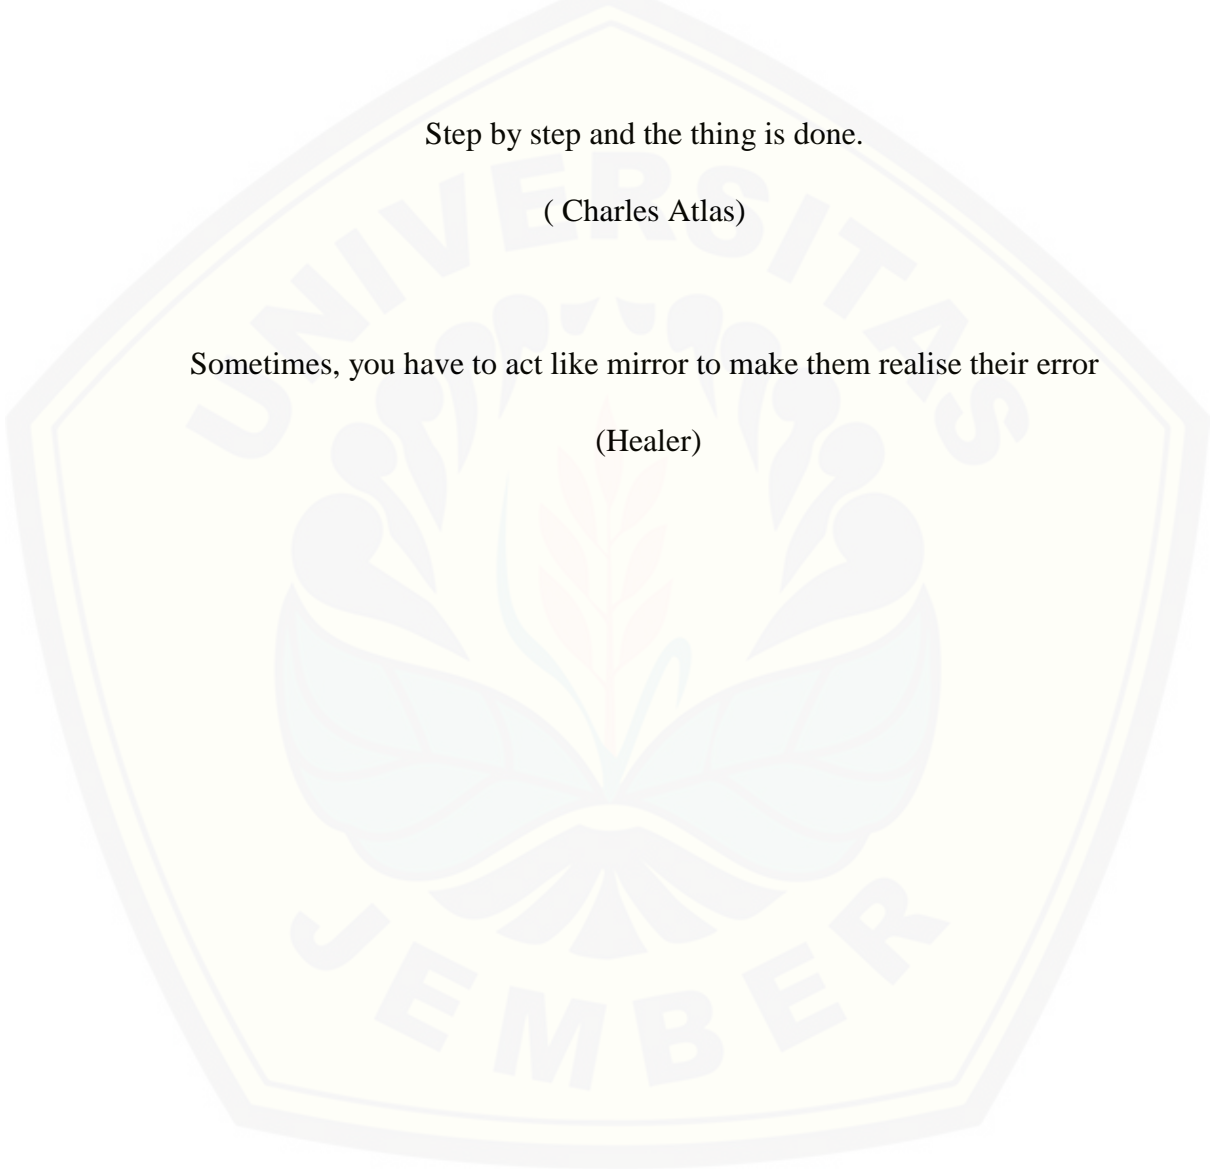 Step by step and the thing is done.
( Charles Atlas)
Sometimes, you have to act like mirror to make them realise their error
(Healer)
UNIVERSITAS
JEMBER